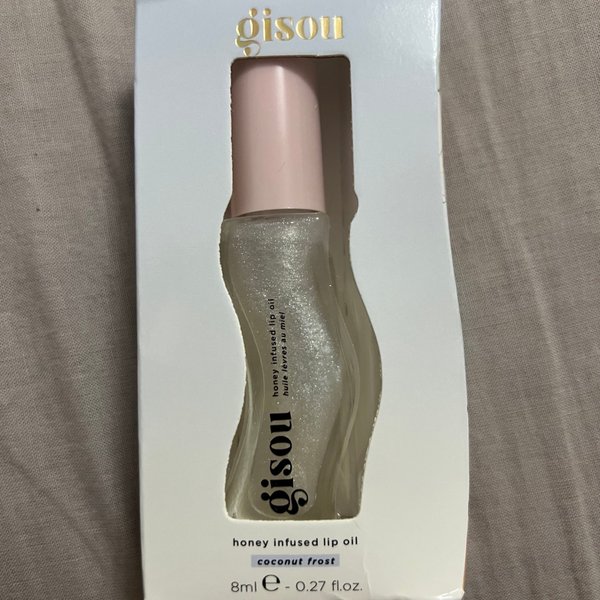 gisou
gisou
honey infused lip oil
huile lèvres au miel
honey infused lip oil
coconut frost
8ml e - 0.27 fl.oz.